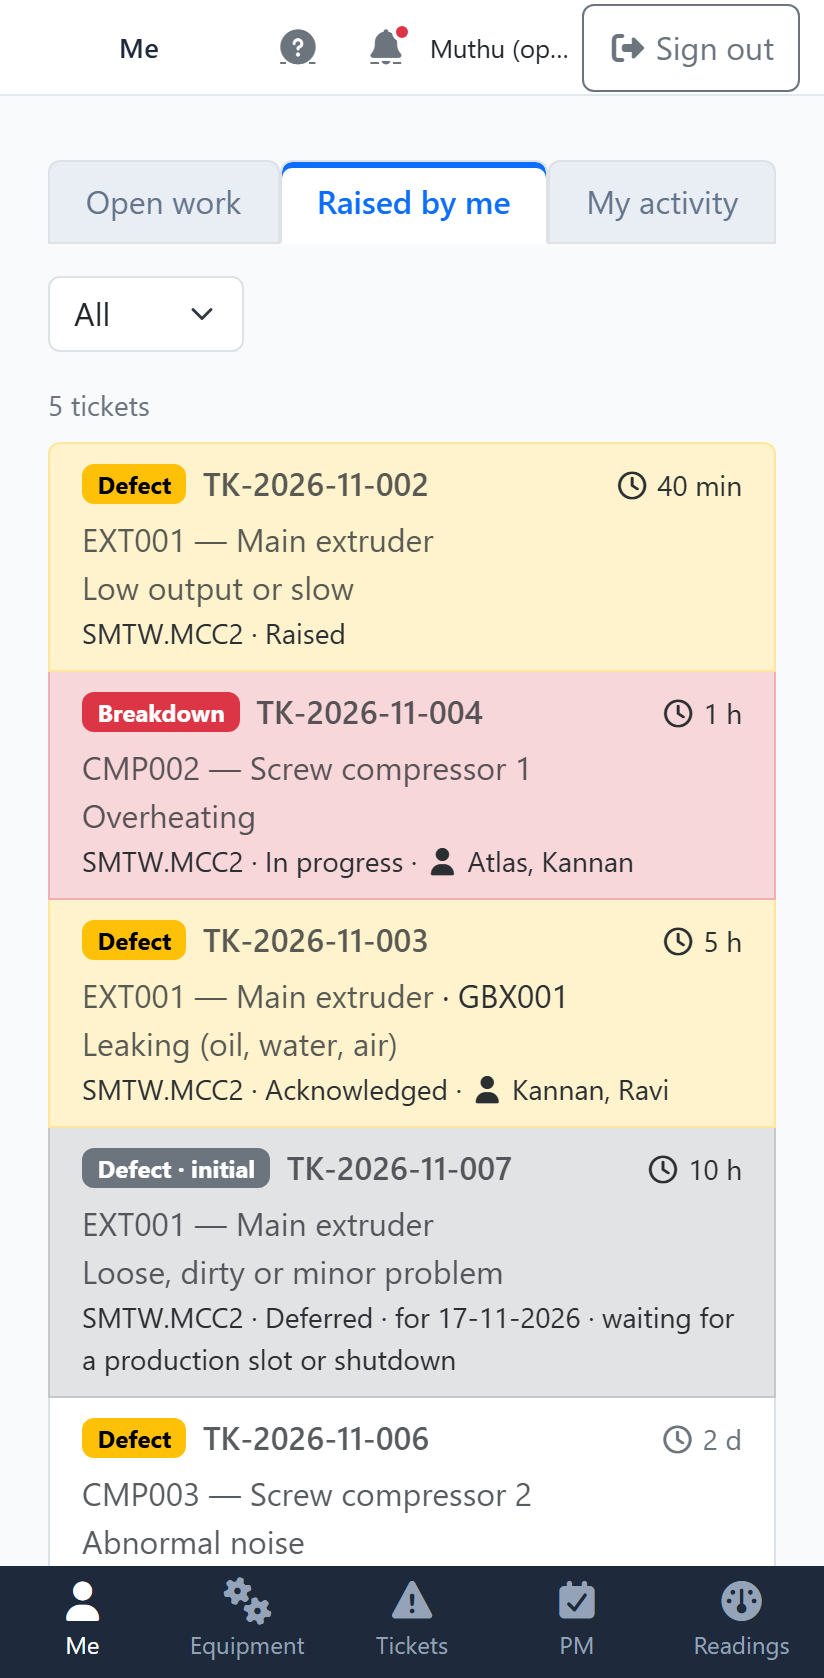 Me
Muthu (op...
Sign out
Open work
Raised by me
My activity
All
5 tickets
Defect TK-2026-11-002 40 min
EXT001 — Main extruder
Low output or slow
SMTW.MCC2 · Raised
Breakdown TK-2026-11-004 1 h
CMP002 — Screw compressor 1
Overheating
SMTW.MCC2 · In progress · Atlas, Kannan
Defect TK-2026-11-003 5 h
EXT001 — Main extruder · GBX001
Leaking (oil, water, air)
SMTW.MCC2 · Acknowledged · Kannan, Ravi
Defect · initial TK-2026-11-007 10 h
EXT001 — Main extruder
Loose, dirty or minor problem
SMTW.MCC2 · Deferred · for 17-11-2026 · waiting for
a production slot or shutdown
Defect TK-2026-11-006 2 d
CMP003 — Screw compressor 2
Abnormal noise
Me
Equipment
Tickets
PM
Readings